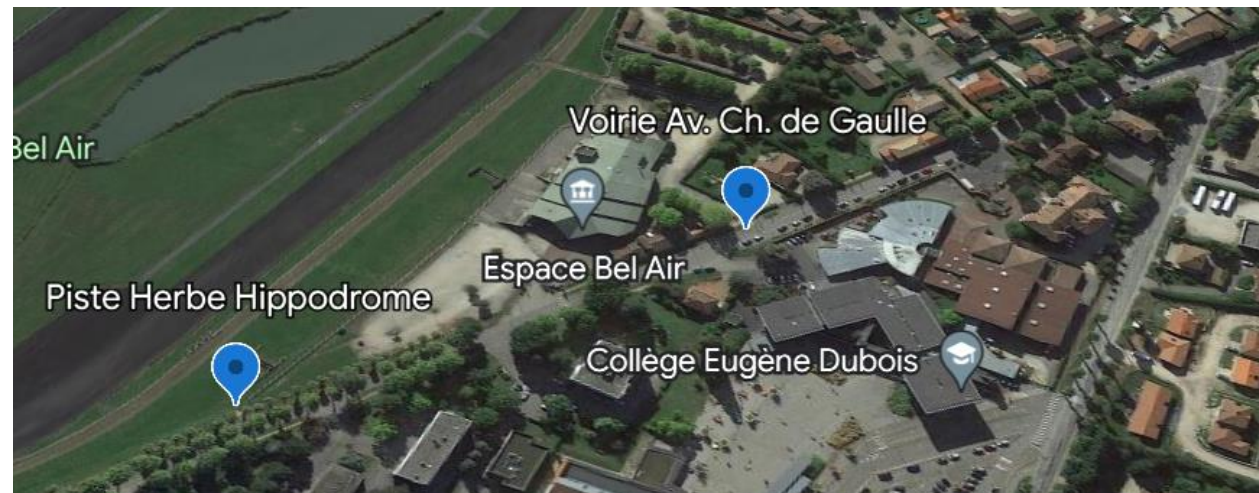 Voirie Av. Ch. de Gaulle
Bel Air
Espace Bel Air
Piste Herbe Hippodrome
Collège Eugène Dubois